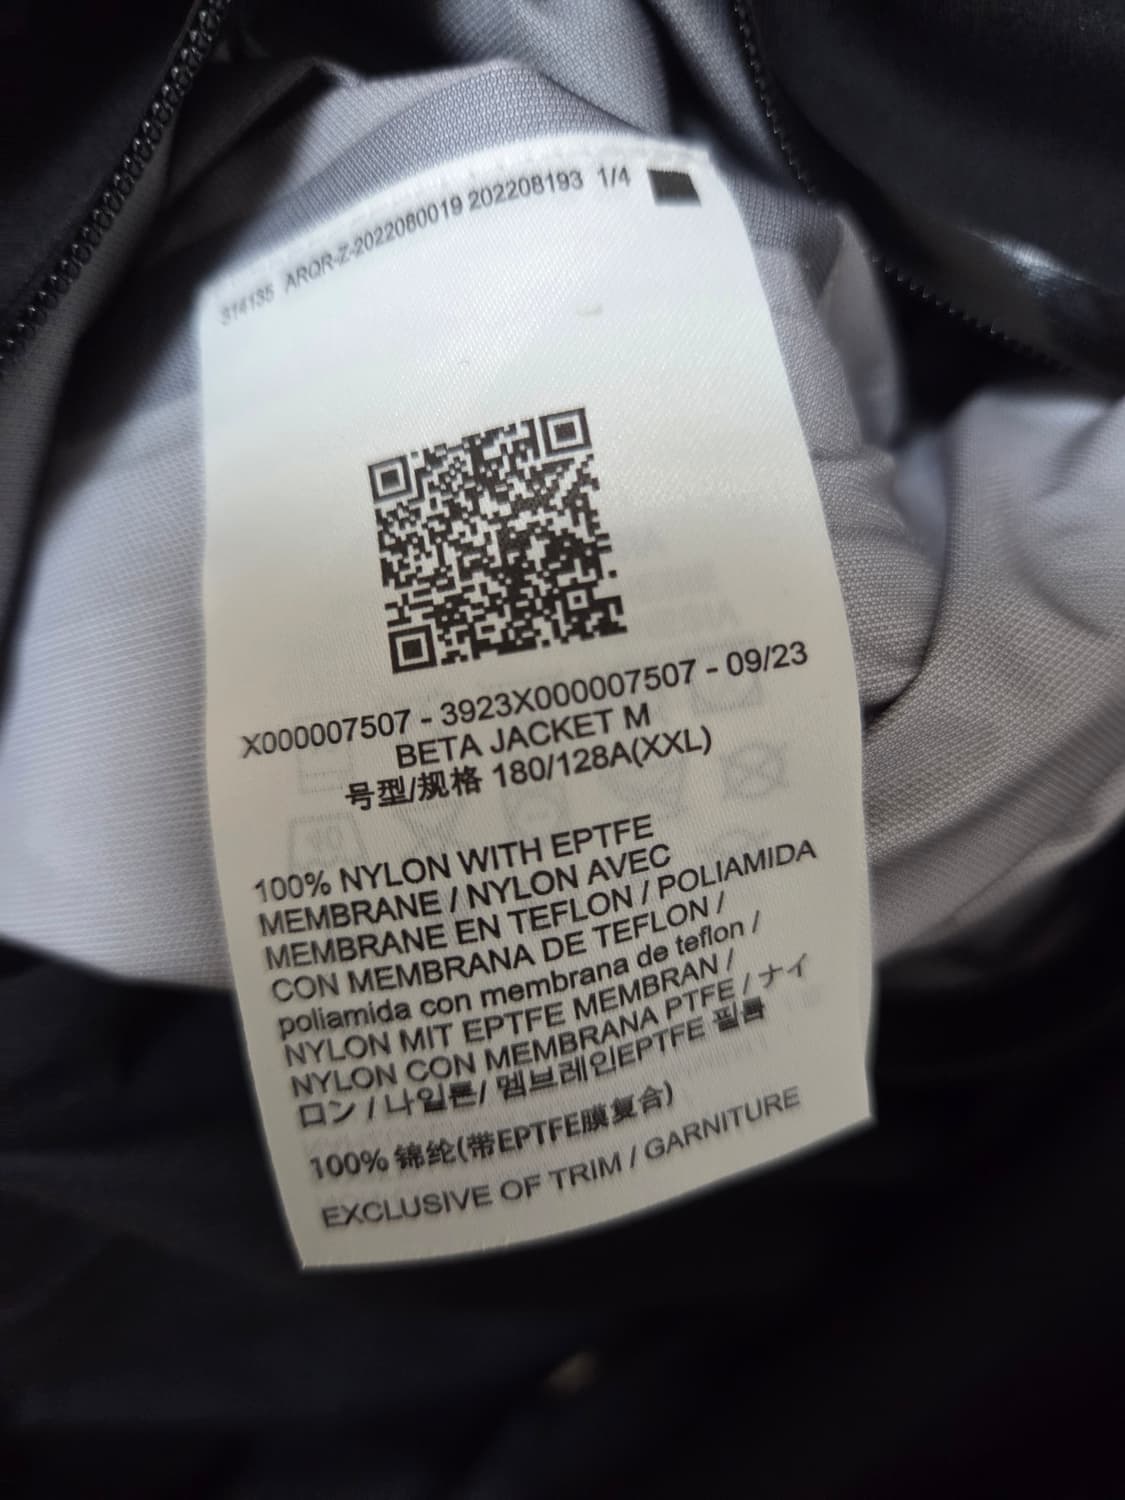 314135 ARQR-Z-2022080019 202208193 1/4
X000007507 - 3923X000007507 - 09/23
BETA JACKET M
号型/规格 180/128A(XXL)
100% NYLON WITH EPTFE
MEMBRANE / NYLON AVEC
MEMBRANE EN TEFLON / POLIAMIDA
CON MEMBRANA DE TEFLON /
poliamida con membrana de teflon /
NYLON MIT EPTFE MEMBRAN /
NYLON CON MEMBRANA PTFE / ナイ
ロン / 나일론/ 멤브레인EPTFE 필름
100% 锦纶(带EPTFE膜复合)
EXCLUSIVE OF TRIM / GARNITURE